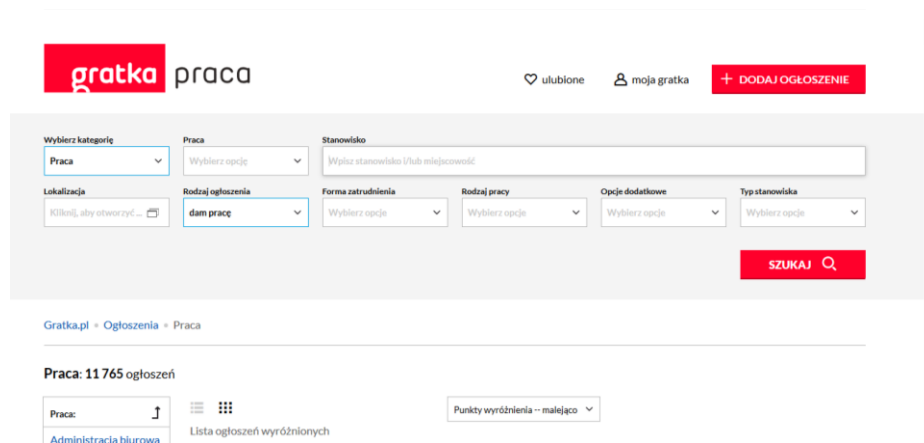 gratka praca
ulubione moja gratka + DODAJ OGŁOSZENIE
Wybierz kategorię Praca Stanowisko
Praca Wybierz opcję Wpisz stanowisko i/lub miejscowość
Lokalizacja Rodzaj ogłoszenia Forma zatrudnienia Rodzaj pracy Opcje dodatkowe Typ stanowiska
Kliknij, aby otworzyć ... dam pracę Wybierz opcje Wybierz opcje Wybierz opcje Wybierz opcje
SZUKAJ
Gratka.pl • Ogłoszenia • Praca
Praca: 11 765 ogłoszeń
Praca: Punkty wyróżnienia -- malejąco
Lista ogłoszeń wyróżnionych
Administracja biurowa